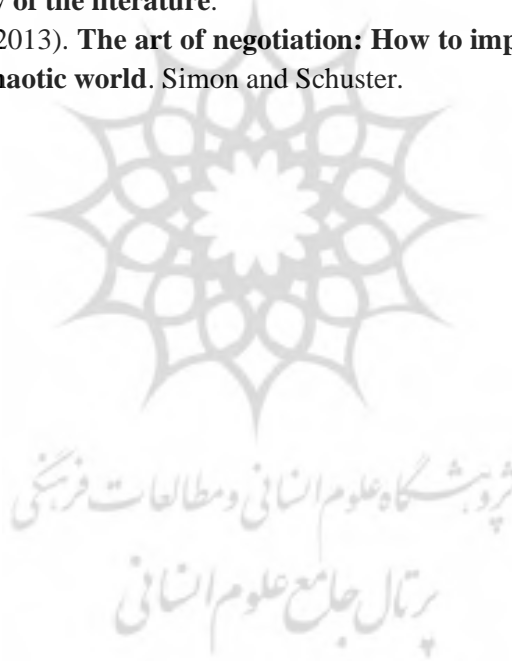 of the literature.
2013). The art of negotiation: How to imp
naotic world. Simon and Schuster.
پژوهشگاه علوم انسانی و مطالعات فرهنگی
پرتال جامع علوم انسانی